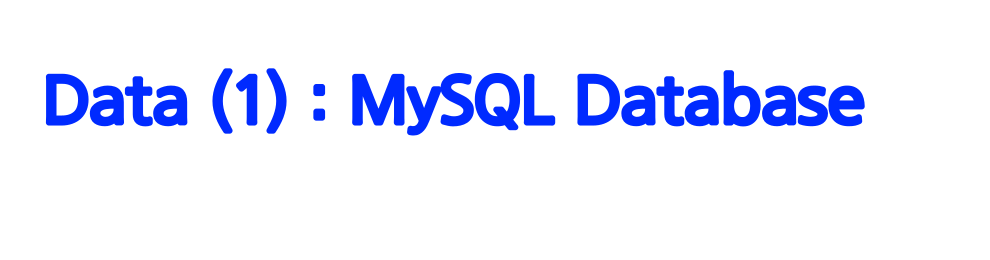 Data (1) : MySQL Database